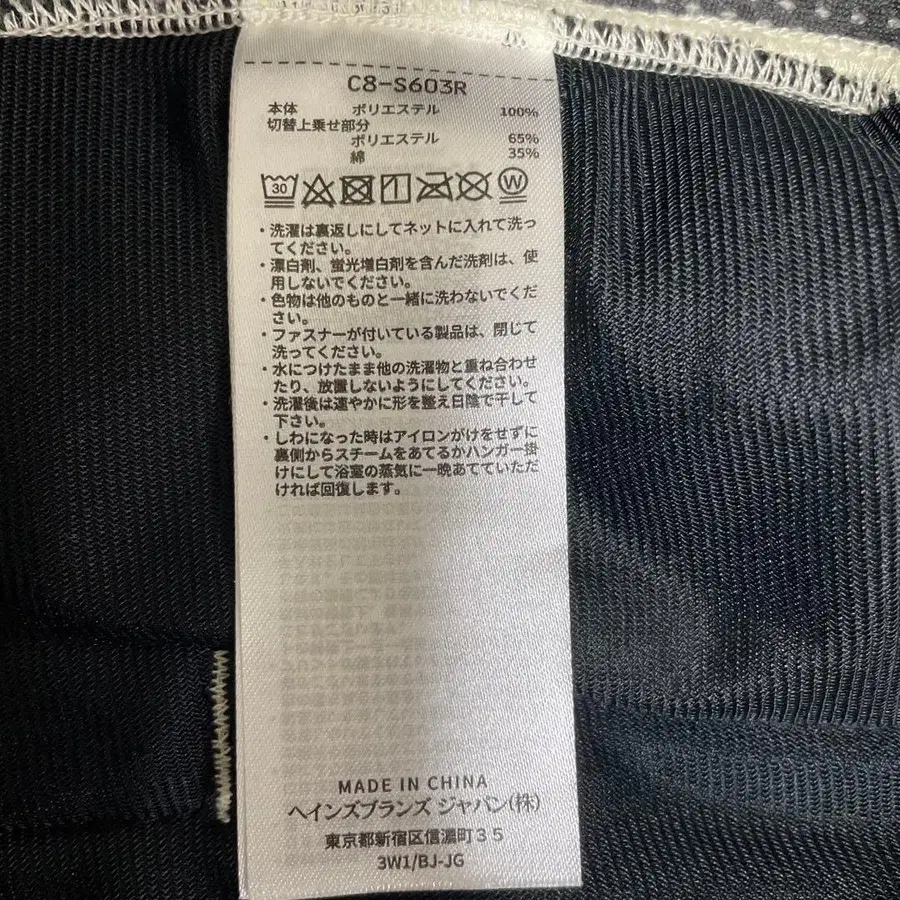 C8-S603R
本体 ポリエステル 100%
切替上乗せ部分
ポリエステル 65%
綿 35%
30 W
・洗濯は裏返しにしてネットに入れて洗っ
てください。
・漂白剤、蛍光増白剤を含んだ洗剤は、使
用しないでください。
・色物は他のものと一緒に洗わないでくだ
さい。
・ファスナーが付いている製品は、閉じて
洗ってください。
・水につけたまま他の洗濯物と重ね合わせ
たり、放置しないようにしてください。
・洗濯後は速やかに形を整え日陰で干して
下さい。
・しわになった時はアイロンがけをせずに
裏側からスチームをあてるかハンガー掛
けにして浴室の蒸気に一晩あてていただ
ければ回復します。
MADE IN CHINA
ヘインズブランズ ジャパン(株)
東京都新宿区信濃町35
3W1/BJ-JG